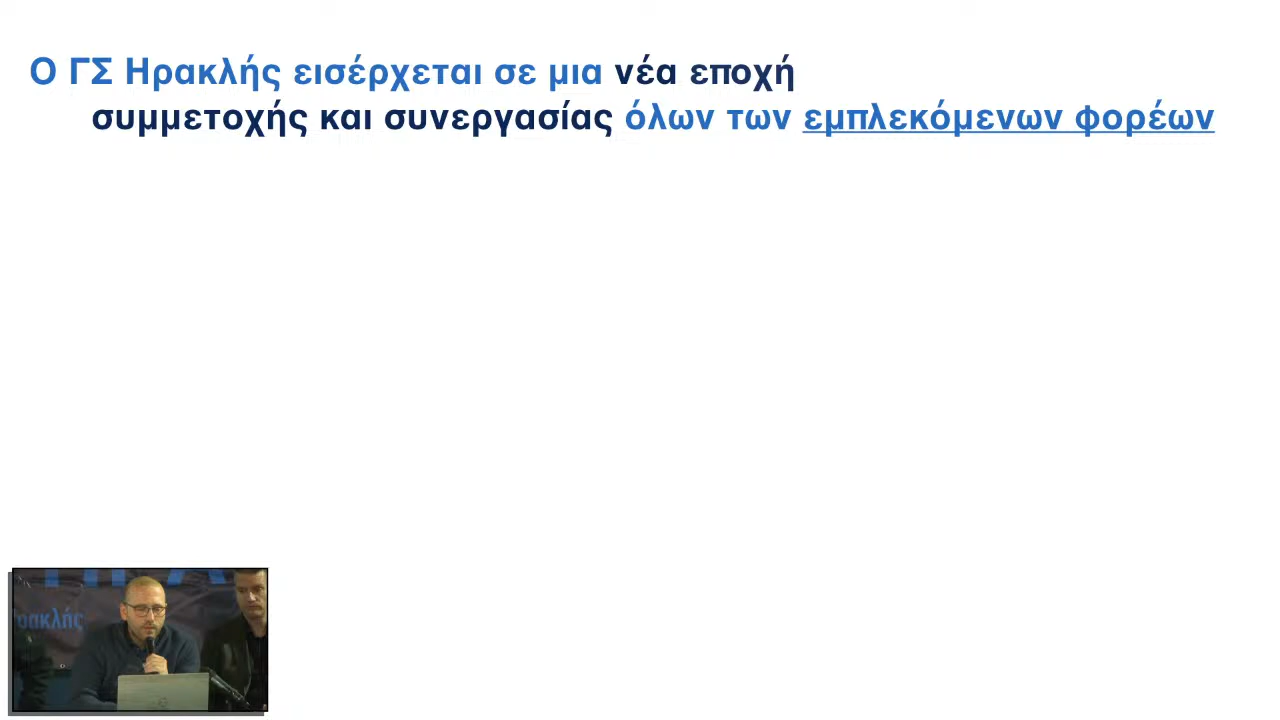 Ο ΓΣ Ηρακλής εισέρχεται σε μια νέα εποχή
συμμετοχής και συνεργασίας όλων των εμπλεκόμενων φορέων